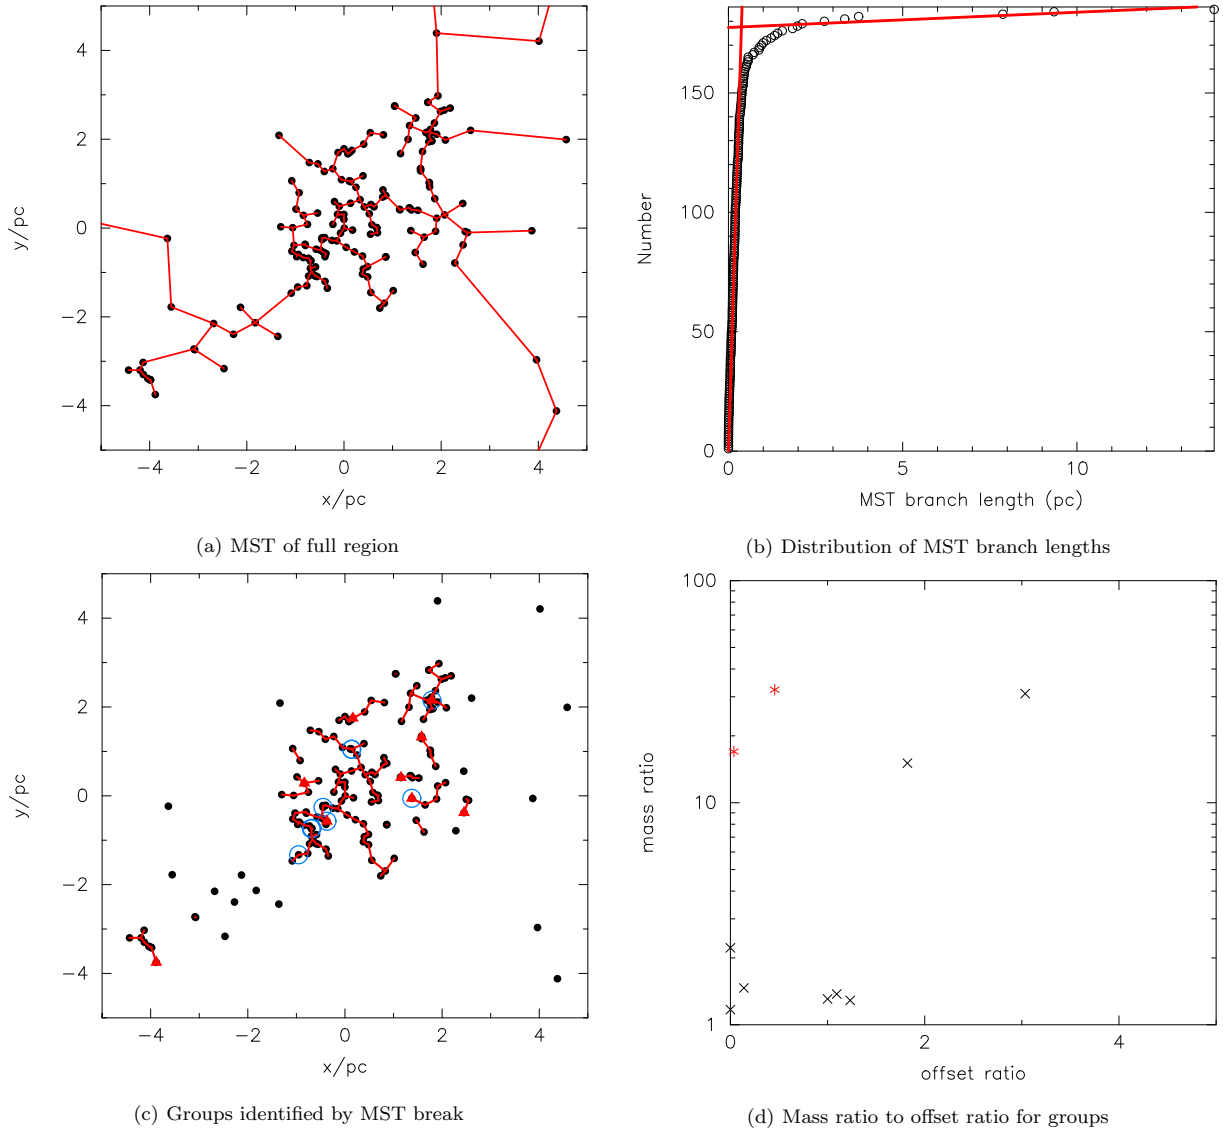 4
2
0
−2
−4
y/pc
−4 −2 0 2 4
x/pc
(a) MST of full region
150
100
50
0
Number
0 5 10
MST branch length (pc)
(b) Distribution of MST branch lengths
4
2
0
−2
−4
y/pc
−4 −2 0 2 4
x/pc
(c) Groups identified by MST break
100
10
1
mass ratio
0 2 4
offset ratio
(d) Mass ratio to offset ratio for groups